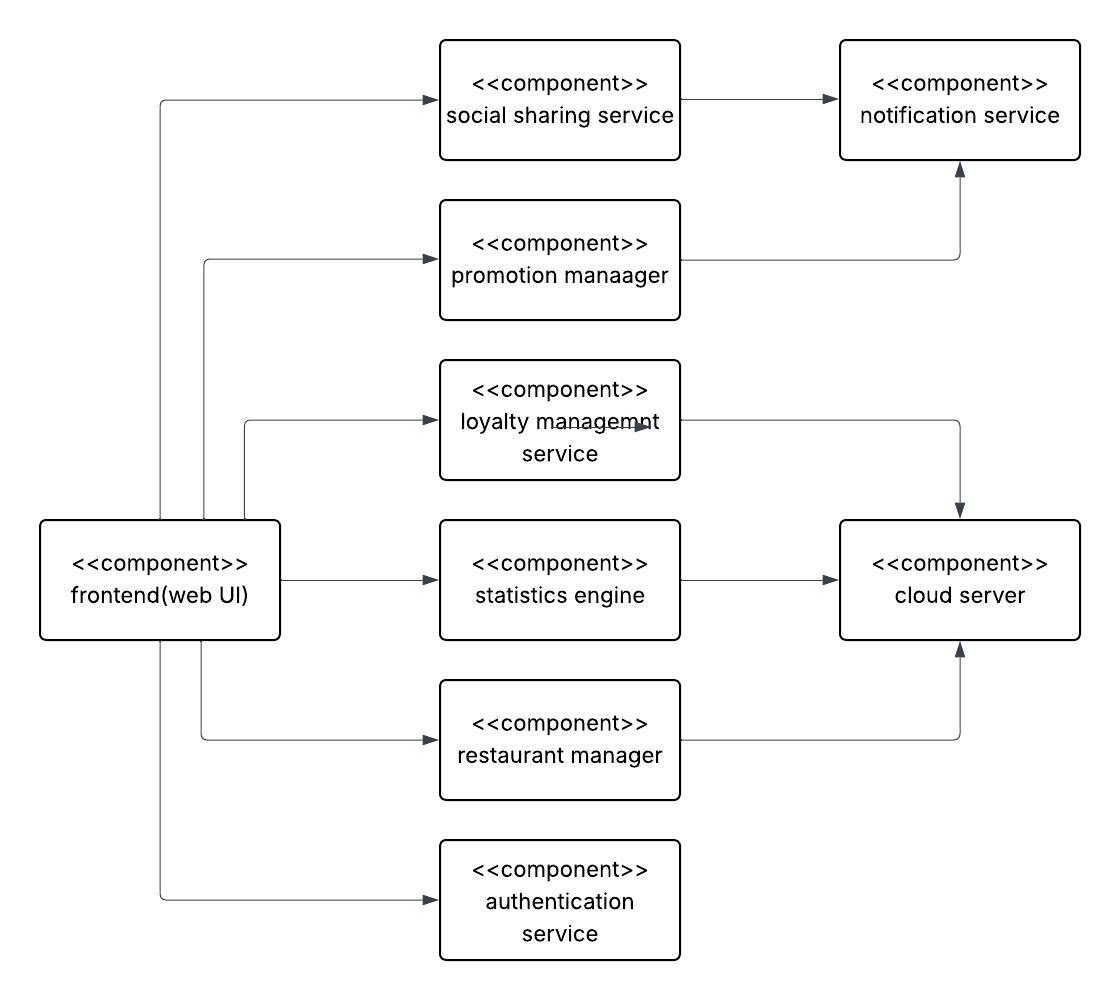 <<component>>
social sharing service
<<component>>
notification service
<<component>>
promotion manaager
<<component>>
loyalty managemnt
service
<<component>>
frontend(web UI)
<<component>>
statistics engine
<<component>>
cloud server
<<component>>
restaurant manager
<<component>>
authentication
service